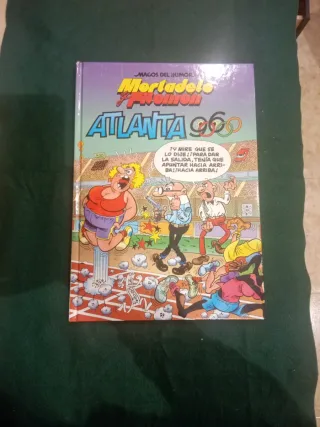 MAGOS DEL HUMOR
Mortadelo
y Filemón
ATLANTA 96
¡Y MIRE QUE SE
LO DIJE! ¡PARA DAR
LA SALIDA, TENÍA QUE
APUNTAR HACIA ARRI-
BA! ¡HACIA ARRIBA!